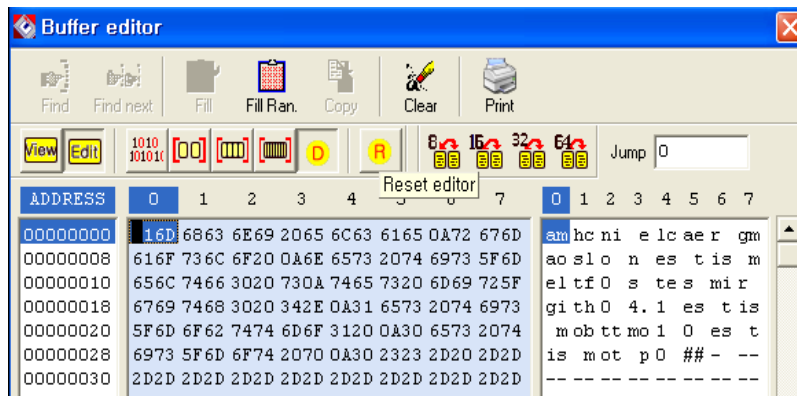 Buffer editor
Find Find next Fill Fill Ran. Copy Clear Print
View Edit 1010 10101( D R 8 16 32 64 Jump 0
Reset editor
ADDRESS 0 1 2 3 4 7 0 1 2 3 4 5 6 7
00000000 16D 6863 6E69 2065 6C63 6165 0A72 676D am hc ni e lc ae r gm
00000008 616F 736C 6F20 0A6E 6573 2074 6973 5F6D ao sl o n es t is m
00000010 656C 7466 3020 730A 7465 7320 6D69 725F el tf 0 s te s mi r
00000018 6769 7468 3020 342E 0A31 6573 2074 6973 gi th 0 4. 1 es t is
00000020 5F6D 6F62 7474 6D6F 3120 0A30 6573 2074 m ob tt mo 1 0 es t
00000028 6973 5F6D 6F74 2070 0A30 2323 2D20 2D2D is m ot p 0 ## - --
00000030 2D2D 2D2D 2D2D 2D2D 2D2D 2D2D 2D2D 2D2D -- -- -- -- -- -- -- --